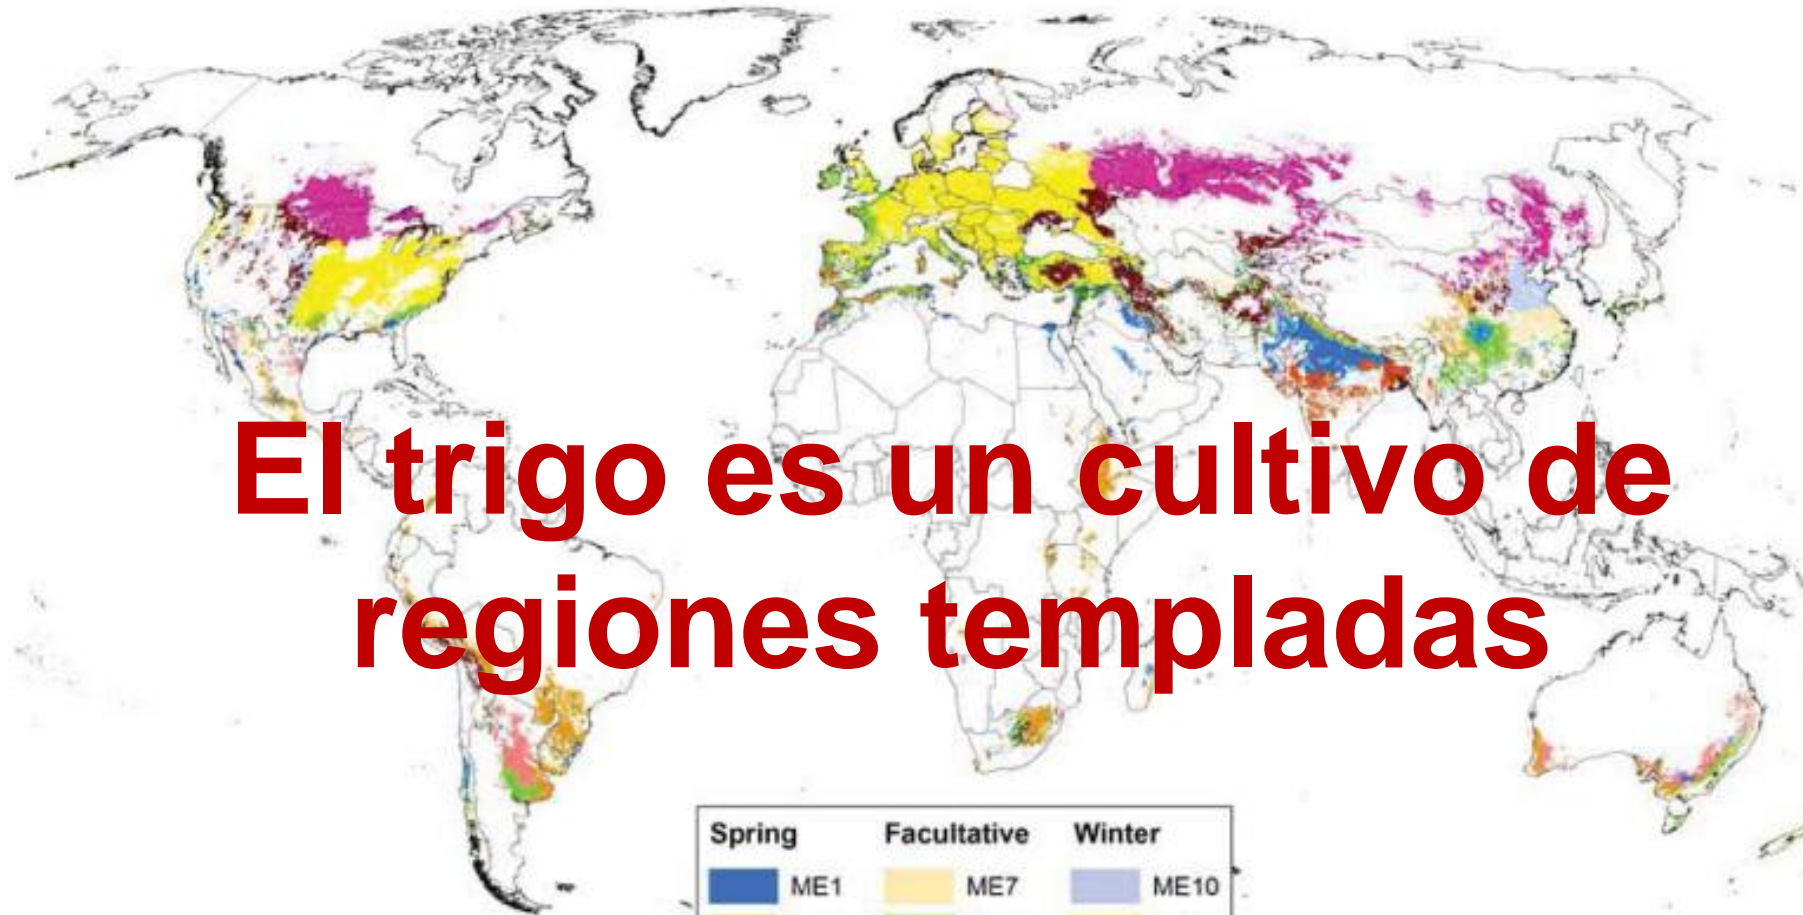 El trigo es un cultivo de
regiones templadas
Spring Facultative Winter
ME1 ME7 ME10